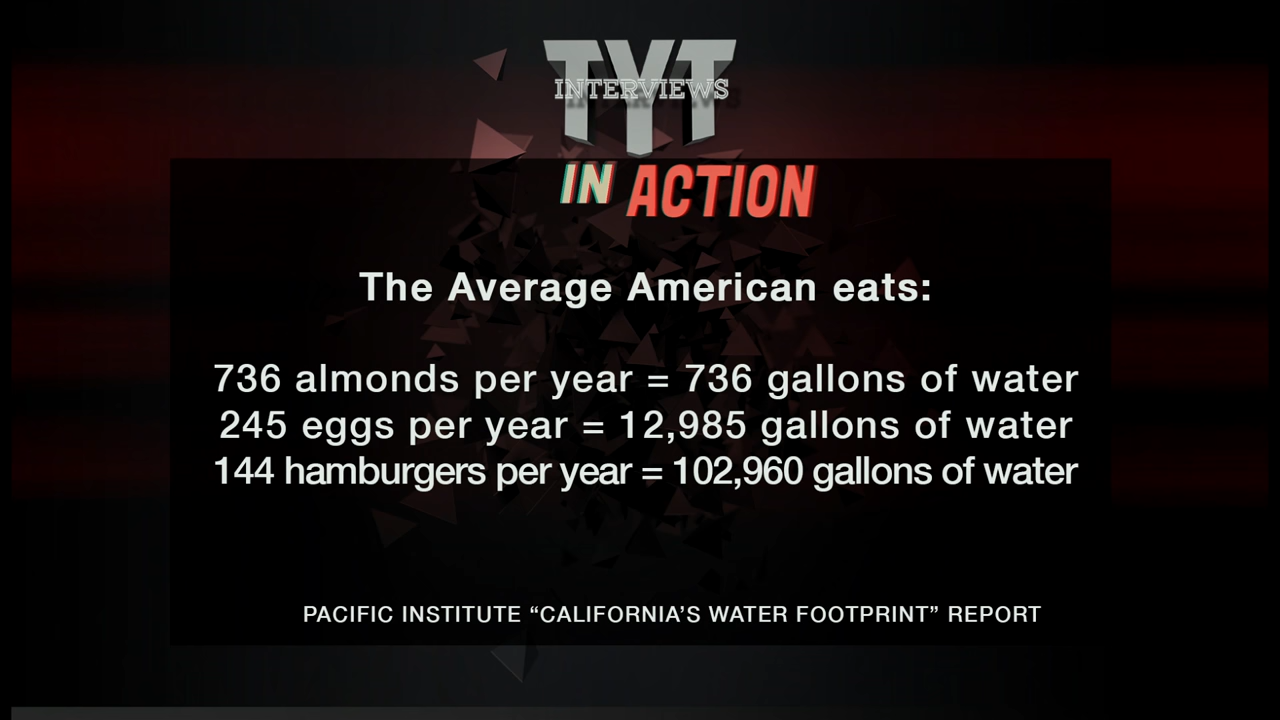 TYT
INTERVIEWS
IN ACTION
The Average American eats:
736 almonds per year = 736 gallons of water
245 eggs per year = 12,985 gallons of water
144 hamburgers per year = 102,960 gallons of water
PACIFIC INSTITUTE “CALIFORNIA’S WATER FOOTPRINT” REPORT